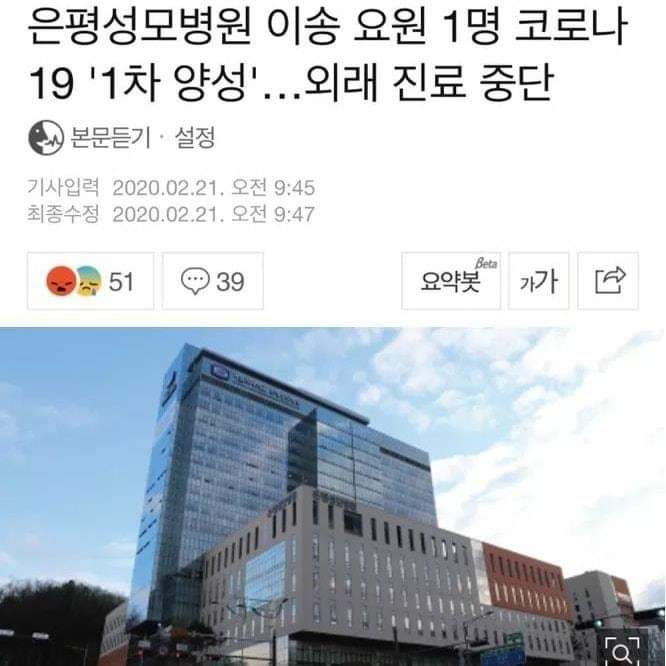 은평성모병원 이송 요원 1명 코로나
19 '1차 양성'...외래 진료 중단
본문듣기 · 설정
기사입력 2020.02.21. 오전 9:45
최종수정 2020.02.21. 오전 9:47
51
39
요약봇 Beta
가가